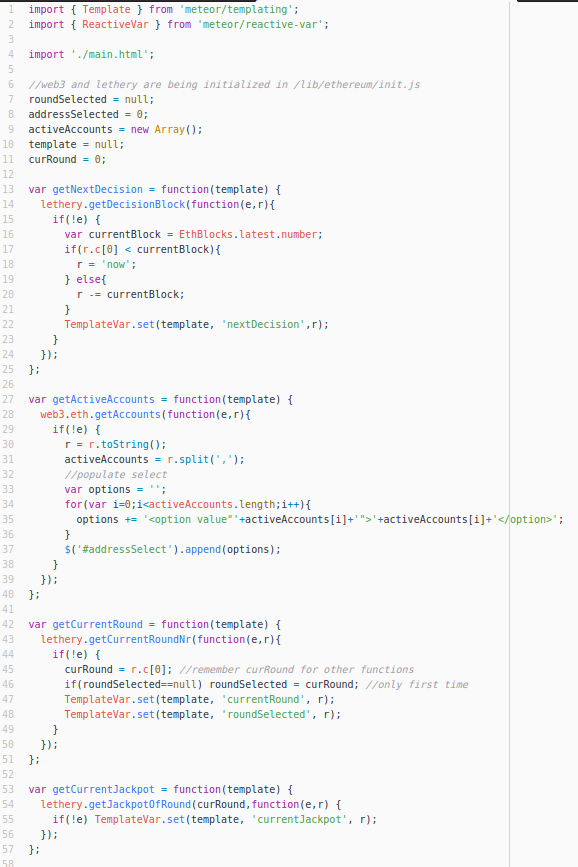 1 import { Template } from 'meteor/templating';
2 import { ReactiveVar } from 'meteor/reactive-var';
3
4 import './main.html';
5
6 //web3 and lethery are being initialized in /lib/ethereum/init.js
7 roundSelected = null;
8 addressSelected = 0;
9 activeAccounts = new Array();
10 template = null;
11 curRound = 0;
12
13 var getNextDecision = function(template) {
14   lethery.getDecisionBlock(function(e,r){
15     if(!e) {
16       var currentBlock = EthBlocks.latest.number;
17       if(r.c[0] < currentBlock){
18         r = 'now';
19       } else{
20         r -= currentBlock;
21       }
22       TemplateVar.set(template, 'nextDecision',r);
23     }
24   });
25 };
26
27 var getActiveAccounts = function(template) {
28   web3.eth.getAccounts(function(e,r){
29     if(!e) {
30       r = r.toString();
31       activeAccounts = r.split(',');
32       //populate select
33       var options = '';
34       for(var i=0;i<activeAccounts.length;i++){
35         options += '<option value"'+activeAccounts[i]+'">'+activeAccounts[i]+'</option>';
36       }
37       $('#addressSelect').append(options);
38     }
39   });
40 };
41
42 var getCurrentRound = function(template) {
43   lethery.getCurrentRoundNr(function(e,r){
44     if(!e) {
45       curRound = r.c[0]; //remember curRound for other functions
46       if(roundSelected==null) roundSelected = curRound; //only first time
47       TemplateVar.set(template, 'currentRound', r);
48       TemplateVar.set(template, 'roundSelected', r);
49     }
50   });
51 };
52
53 var getCurrentJackpot = function(template) {
54   lethery.getJackpotOfRound(curRound,function(e,r) {
55     if(!e) TemplateVar.set(template, 'currentJackpot', r);
56   });
57 };
58